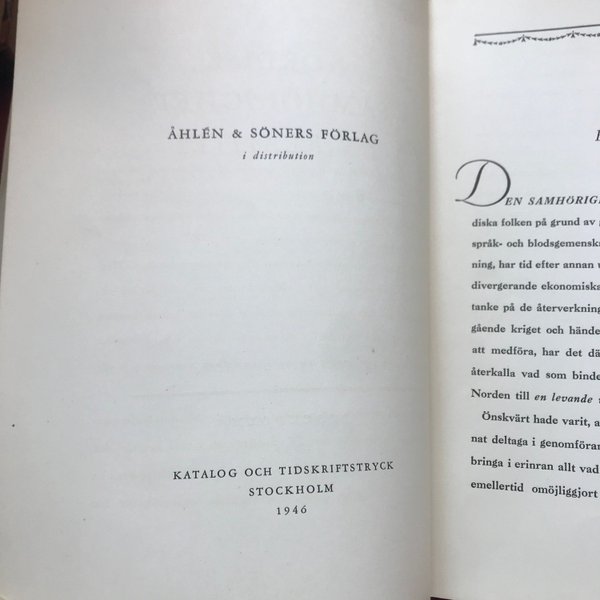 ÅHLÉN & SÖNERS FÖRLAG
i distribution
KATALOG OCH TIDSKRIFTSTRYCK
STOCKHOLM
1946
DEN SAMHÖRIG
diska folken på grund av
språk- och blodsgemensk
ning, har tid efter annan
divergerande ekonomiska
tanke på de återverkning
gående kriget och hände
att medföra, har det dä
återkalla vad som binde
Norden till en levande
Önskvärt hade varit, a
nat deltaga i genomföran
bringa i erinran allt vad
emellertid omöjliggjort